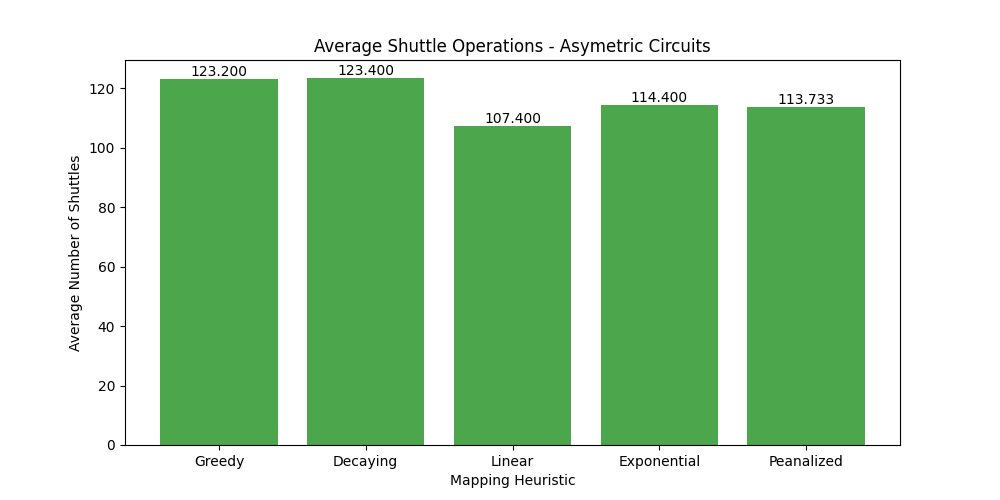 Average Shuttle Operations - Asymetric Circuits
123.200
123.400
107.400
114.400
113.733
120
100
80
60
40
20
0
Average Number of Shuttles
Greedy
Decaying
Linear
Exponential
Peanalized
Mapping Heuristic